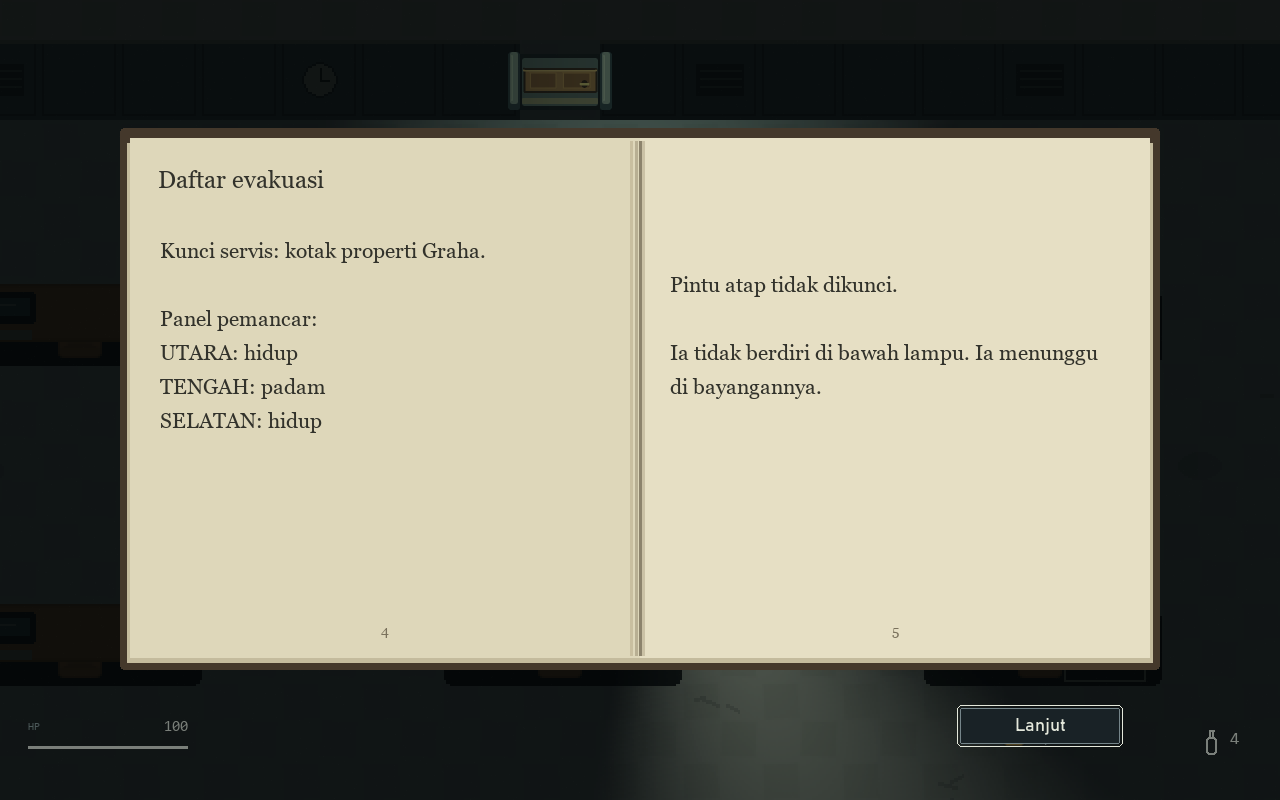 Daftar evakuasi
Kunci servis: kotak properti Graha.
Panel pemancar:
UTARA: hidup
TENGAH: padam
SELATAN: hidup
4
Pintu atap tidak dikunci.
Ia tidak berdiri di bawah lampu. Ia menunggu
di bayangannya.
5
HP 100
Lanjut
4